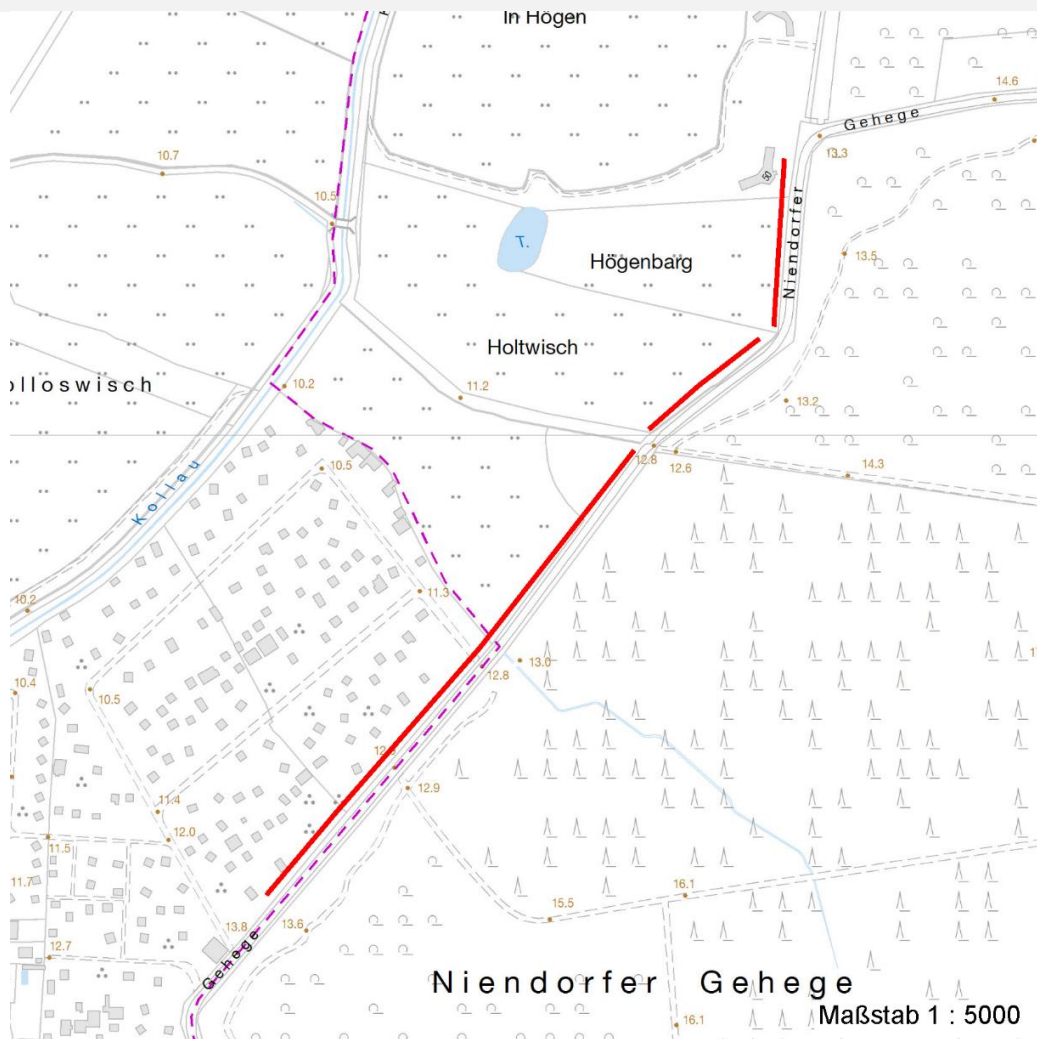 In Högen
14.6
Gehege
13.3
10.7
50
10.5
Niendorfer
T.
13.5
Högenbarg
Holtwisch
olloswisch
10.2
11.2
13.2
12.8
12.6
10.5
14.3
Kollau
10.2
11.3
13.0
12.8
10.4
10.5
12.9
11.4
12.0
11.5
11.7
16.1
15.5
13.8
13.6
12.7
Gehege
Niendorfer Gehege
16.1
Maßstab 1 : 5000